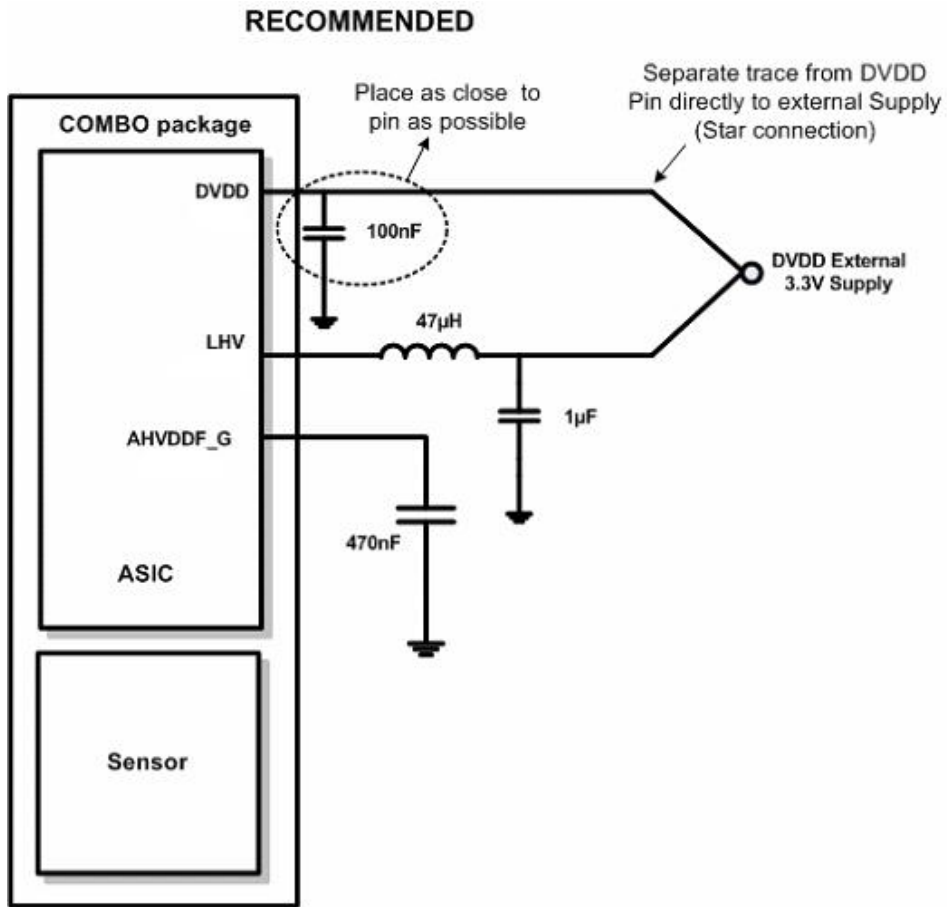 RECOMMENDED
Place as close to
pin as possible
Separate trace from DVDD
Pin directly to external Supply
(Star connection)
COMBO package
DVDD
100nF
DVDD External
3.3V Supply
47µH
LHV
1µF
AHVDDF_G
470nF
ASIC
Sensor